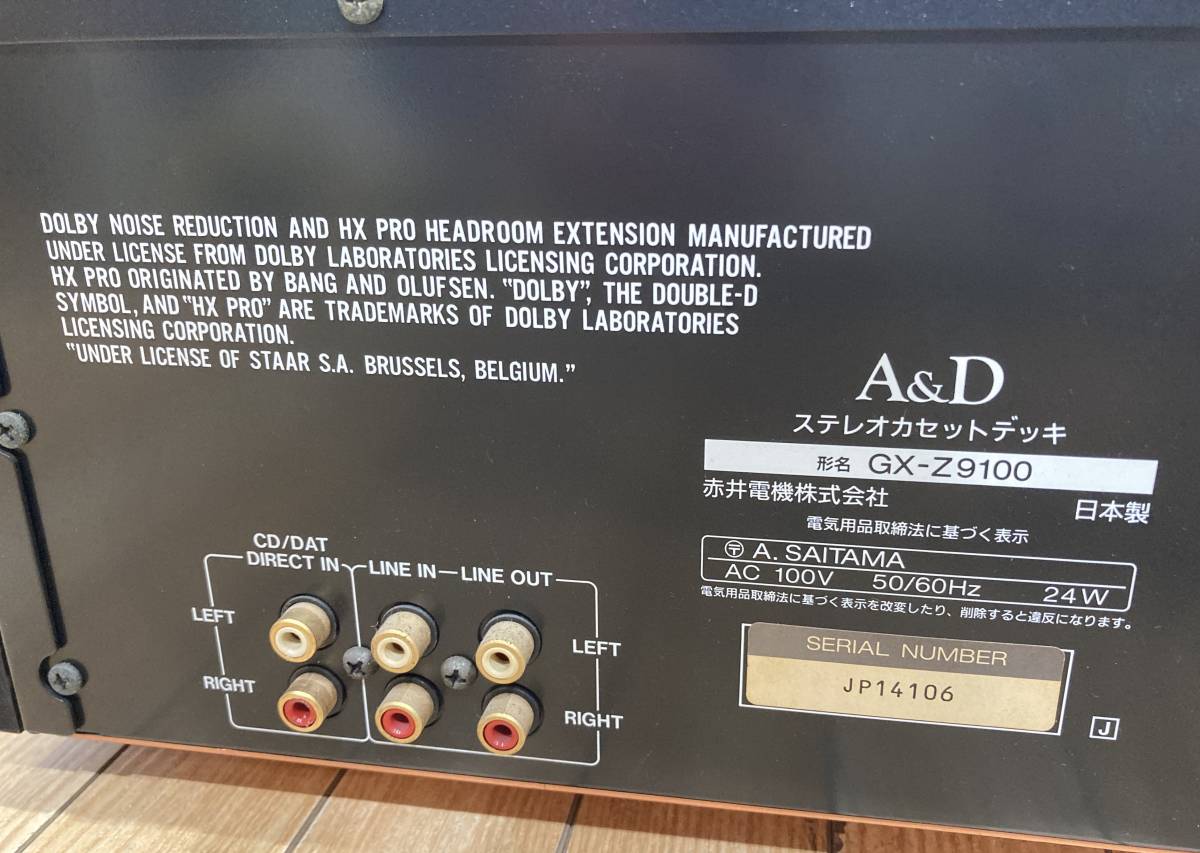 DOLBY NOISE REDUCTION AND HX PRO HEADROOM EXTENSION MANUFACTURED
UNDER LICENSE FROM DOLBY LABORATORIES LICENSING CORPORATION.
HX PRO ORIGINATED BY BANG AND OLUFSEN. "DOLBY", THE DOUBLE-D
SYMBOL, AND "HX PRO" ARE TRADEMARKS OF DOLBY LABORATORIES
LICENSING CORPORATION.
"UNDER LICENSE OF STAAR S.A. BRUSSELS, BELGIUM."
A&D
ステレオカセットデッキ
形名 GX-Z9100
赤井電機株式会社 日本製
電気用品取締法に基づく表示
〶 A. SAITAMA
AC 100V 50/60Hz 24W
電気用品取締法に基づく表示を改変したり、削除すると違反になります。
SERIAL NUMBER
JP14106
J
CD/DAT
DIRECT IN LINE IN LINE OUT
LEFT LEFT
RIGHT RIGHT